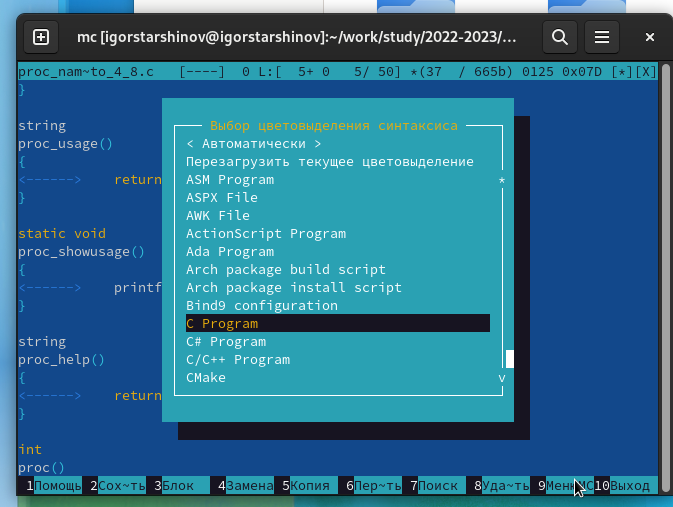 mc [igorstarshinov@igorstarshinov]:~/work/study/2022-2023/...
proc_nam~to_4_8.c [----] 0 L:[ 5+ 0 5/ 50] *(37 / 665b) 0125 0x07D [*][X]
}
Выбор цветовыделения синтаксиса
string
< Автоматически >
proc_usage()
Перезагрузить текущее цветовыделение
{
ASM Program
<------> return
ASPX File
}
AWK File
ActionScript Program
static void
Ada Program
proc_showusage()
Arch package build script
{
Arch package install script
<------> printf
Bind9 configuration
}
C Program
C# Program
string
C/C++ Program
proc_help()
CMake
{
<------> return
}
int
proc()
1Помощь 2Сох~ть 3Блок 4Замена 5Копия 6Пер~ть 7Поиск 8Уда~ть 9МенюMC 10Выход